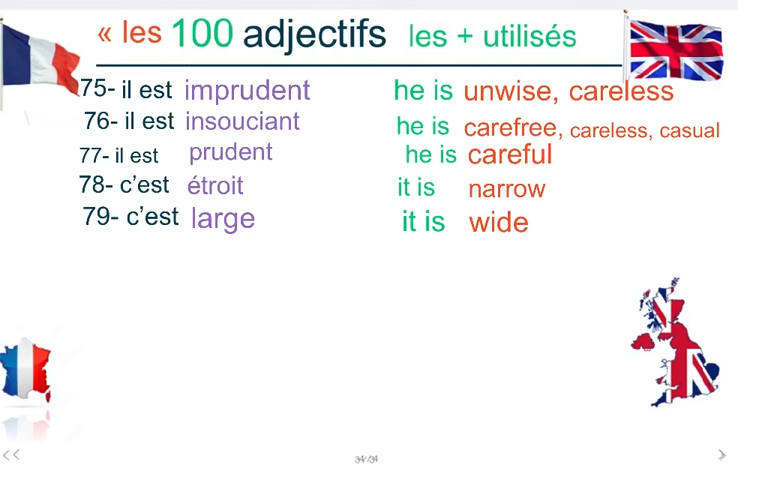 « les 100 adjectifs les + utilisés
75- il est imprudent he is unwise, careless
76- il est insouciant he is carefree, careless, casual
77- il est prudent he is careful
78- c’est étroit it is narrow
79- c’est large it is wide
34/34